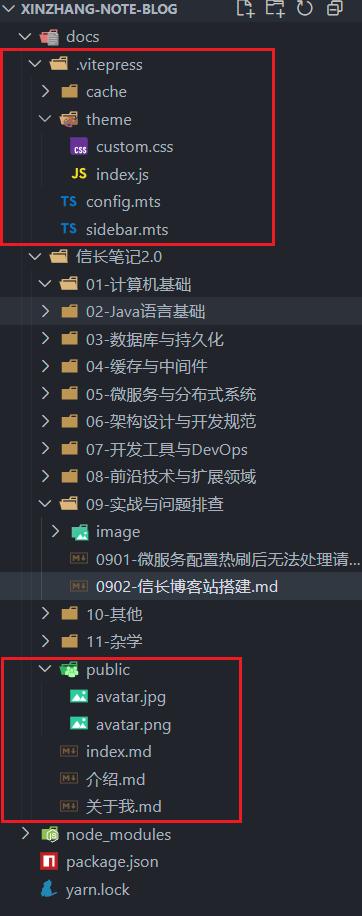 XINZHANG-NOTE-BLOG
docs
.vitepress
cache
theme
CSS custom.css
JS index.js
TS config.mts
TS sidebar.mts
信长笔记2.0
01-计算机基础
02-Java语言基础
03-数据库与持久化
04-缓存与中间件
05-微服务与分布式系统
06-架构设计与开发规范
07-开发工具与DevOps
08-前沿技术与扩展领域
09-实战与问题排查
image
0901-微服务配置热刷后无法处理请...
0902-信长博客站搭建.md
10-其他
11-杂学
public
avatar.jpg
avatar.png
index.md
介绍.md
关于我.md
node_modules
package.json
yarn.lock